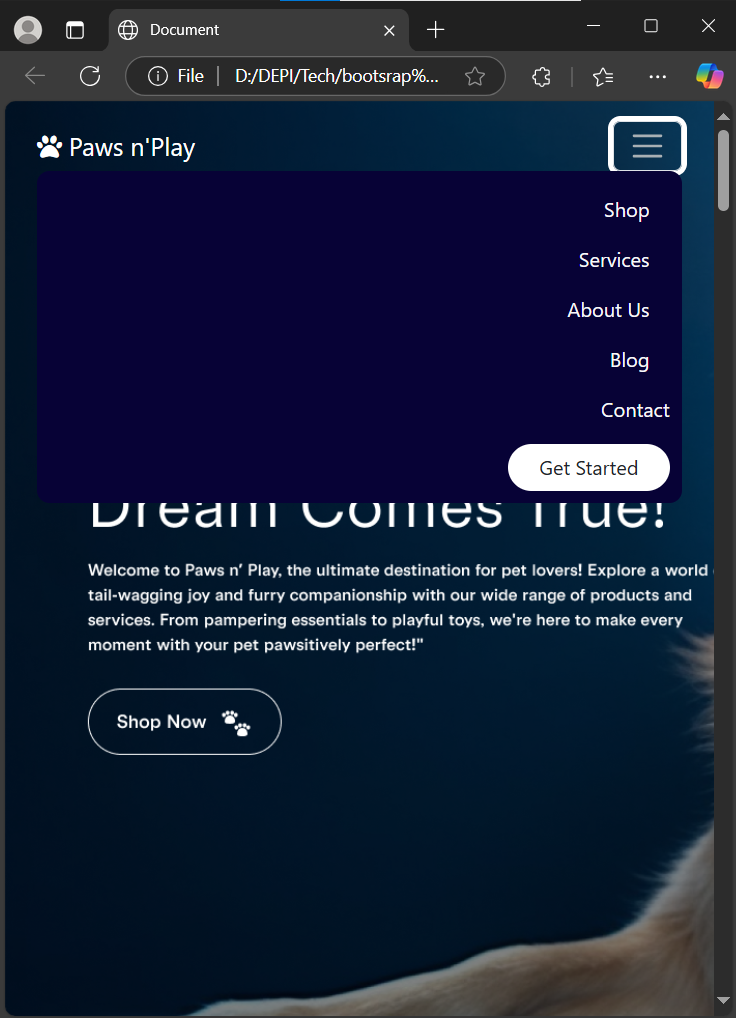 Document
File
D:/DEPI/Tech/bootsrap%...
Paws n'Play
Shop
Services
About Us
Blog
Contact
Get Started
Dream Comes True!
Welcome to Paws n’ Play, the ultimate destination for pet lovers! Explore a world
tail-wagging joy and furry companionship with our wide range of products and
services. From pampering essentials to playful toys, we're here to make every
moment with your pet pawsitively perfect!"
Shop Now